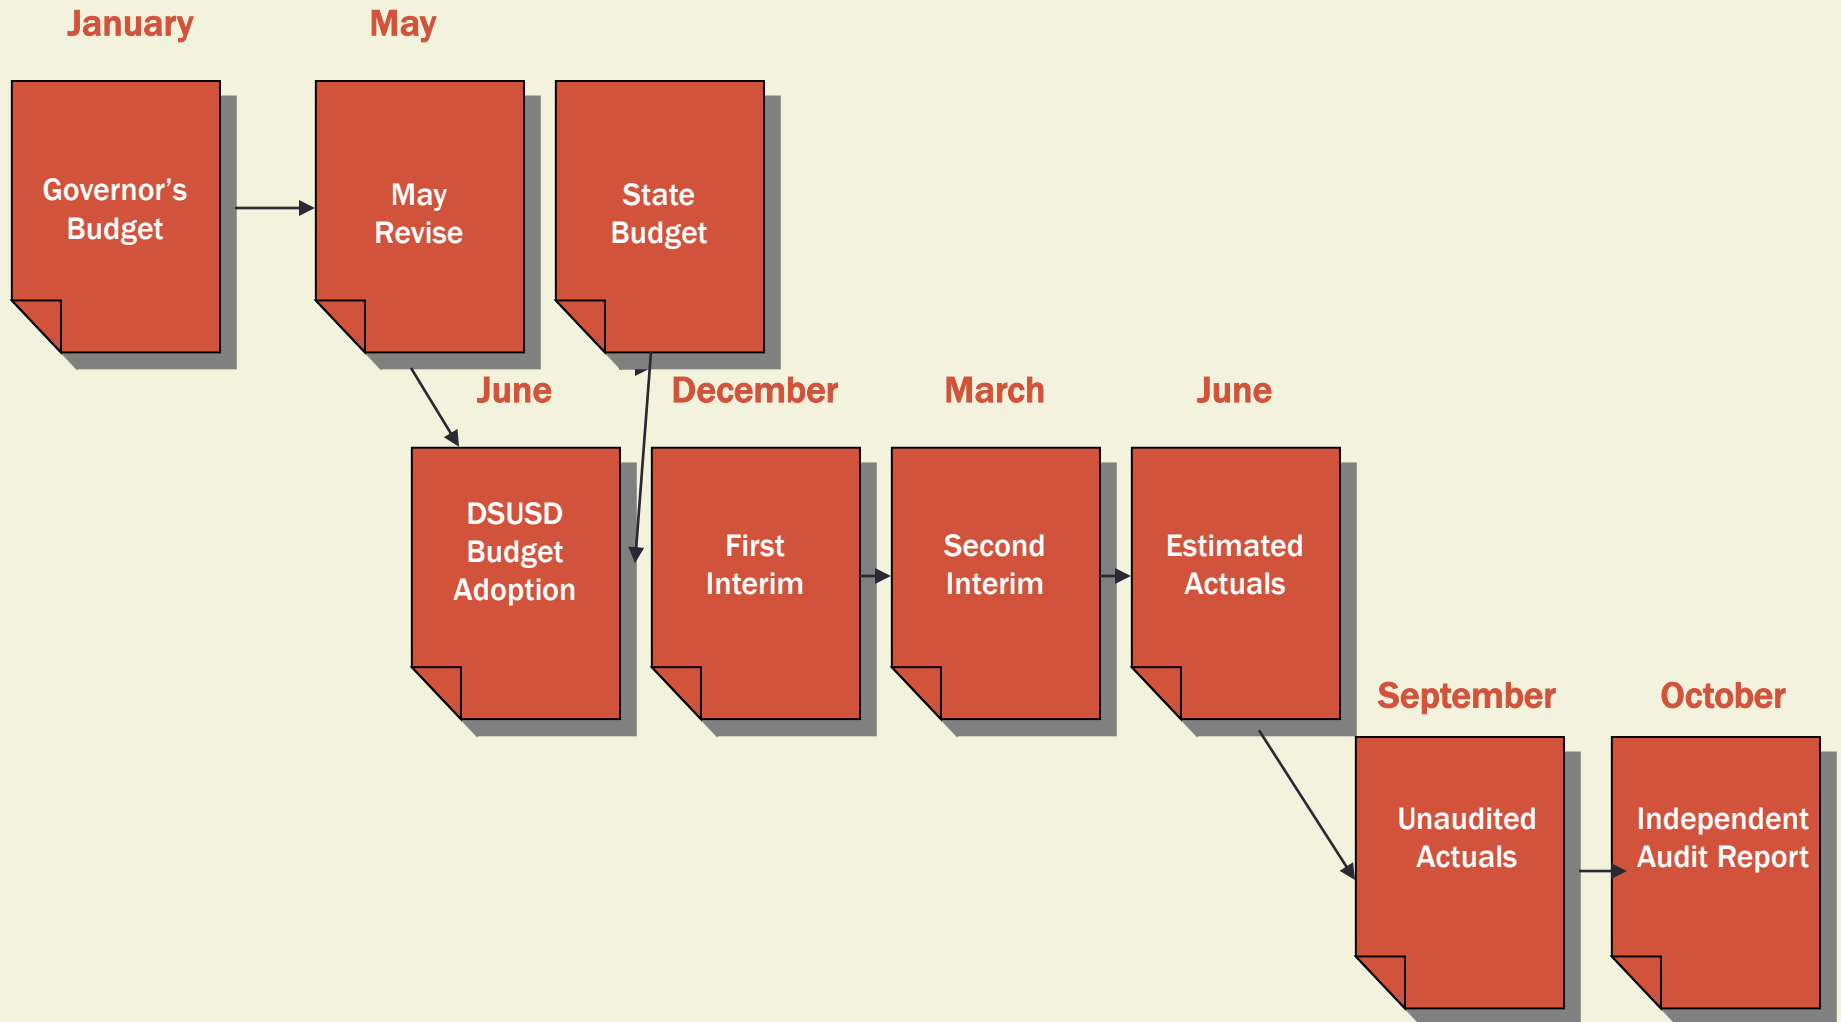 January
May
Governor's
Budget
May
Revise
State
Budget
June
December
March
June
DSUSD
Budget
Adoption
First
Interim
Second
Interim
Estimated
Actuals
September
October
Unaudited
Actuals
Independent
Audit Report